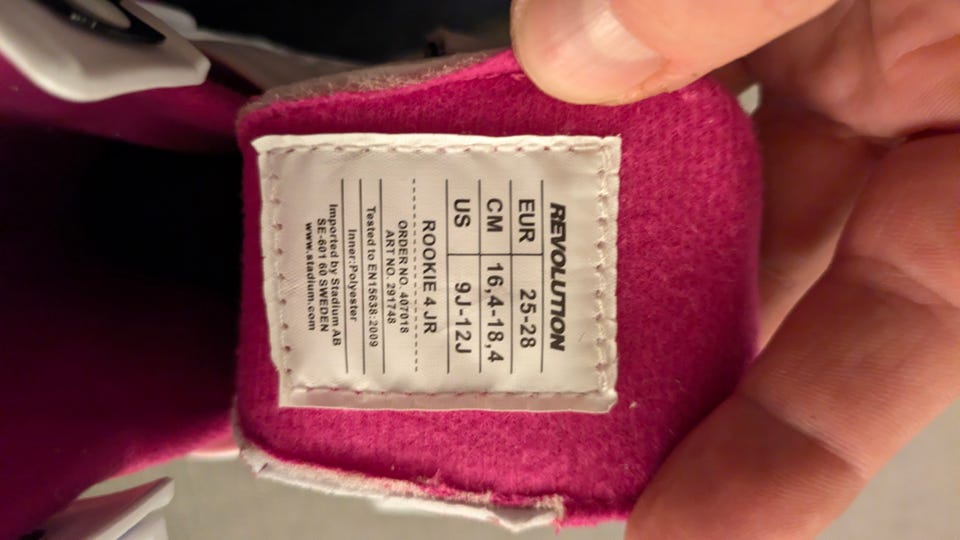 REVOLUTION
EUR 25-28
CM 16,4-18,4
US 9J-12J
ROOKIE 4 JR
ORDER NO. 407018
ART NO. 291748
Tested to EN15638:2009
Inner:Polyester
Imported by Stadium AB
SE-601 60 SWEDEN
www.stadium.com